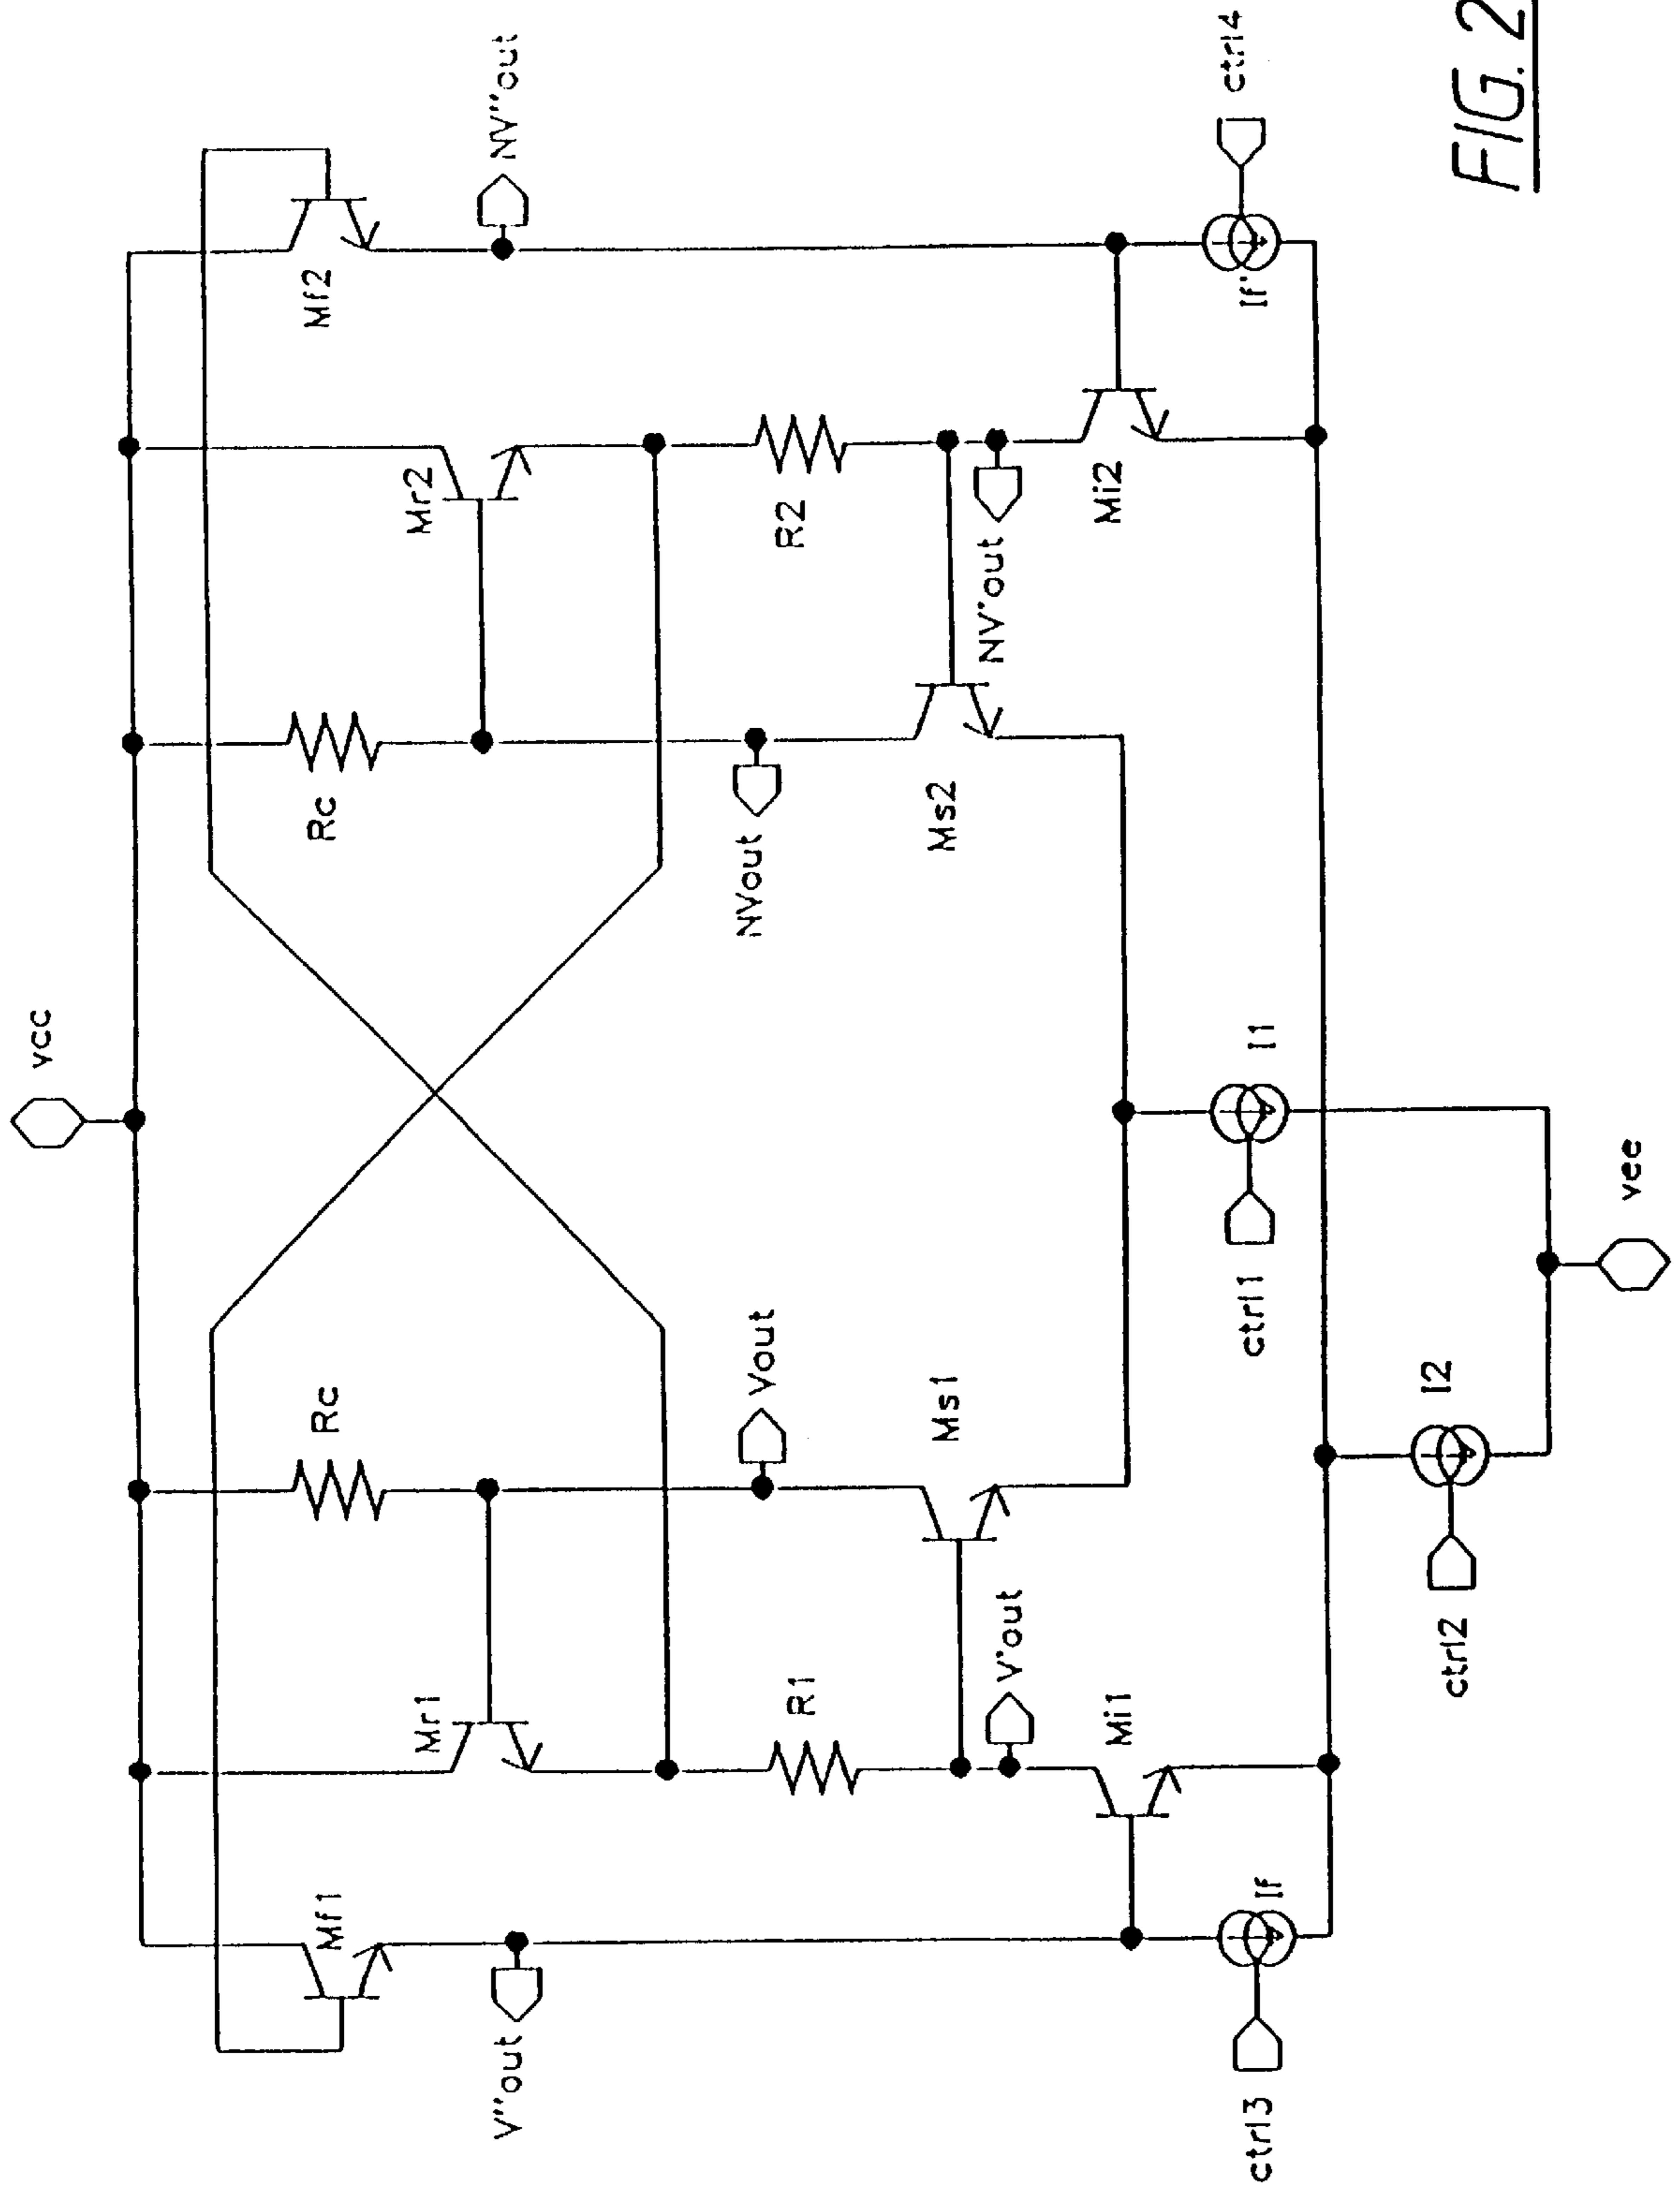 vcc
Mf1
Mr1
Rc
Rc
Mr2
Mf2
V''out
R1
Vout
NVout
R2
NV''out
V'out
Ms1
Ms2
NV'out
Mi1
Mi2
ctrl3
If
ctrl1
I1
If'
ctrl4
ctrl2
I2
vee
FIG. 2